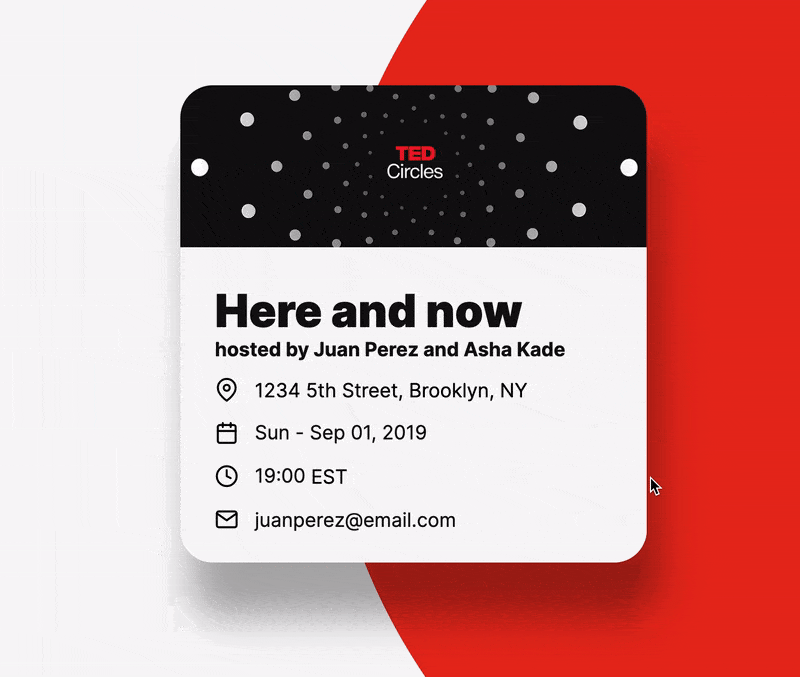 TED
Circles
Here and now
hosted by Juan Perez and Asha Kade
1234 5th Street, Brooklyn, NY
Sun - Sep 01, 2019
19:00 EST
juanperez@email.com